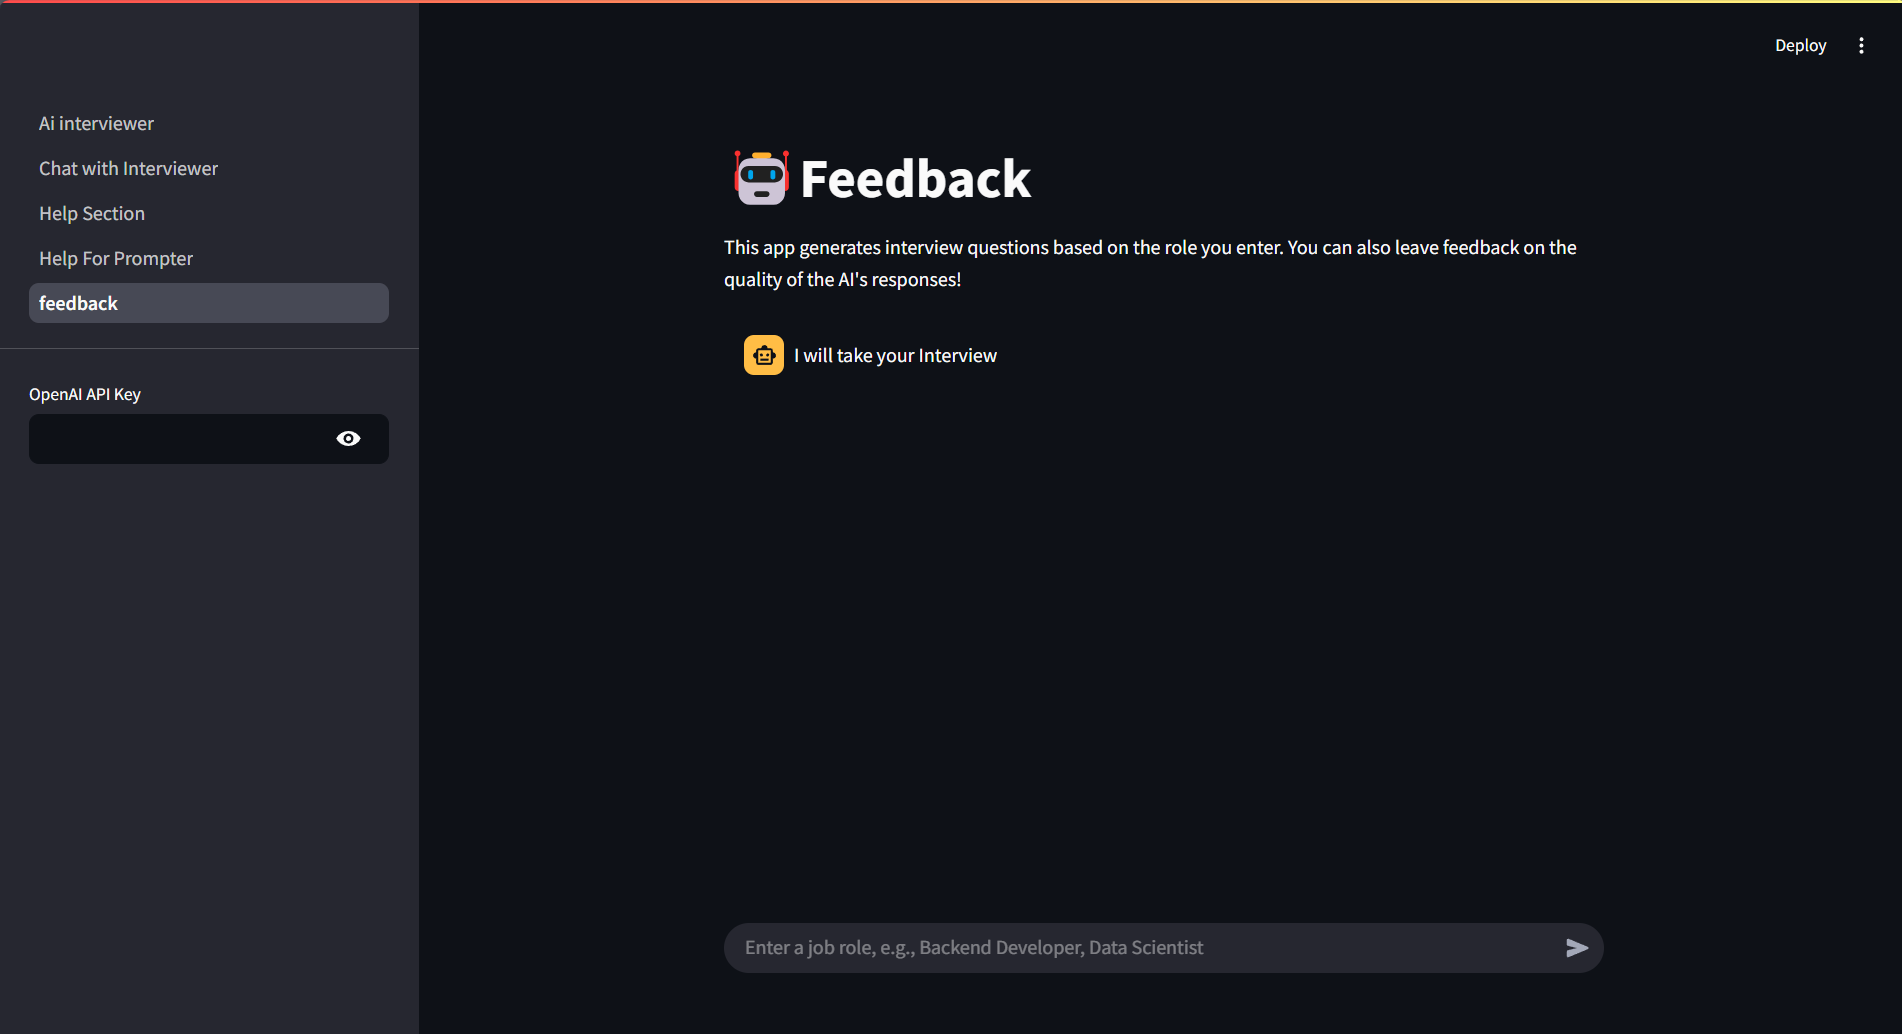 Deploy
Ai interviewer
Chat with Interviewer
Help Section
Help For Prompter
feedback
OpenAI API Key
Feedback
This app generates interview questions based on the role you enter. You can also leave feedback on the
quality of the AI's responses!
I will take your Interview
Enter a job role, e.g., Backend Developer, Data Scientist